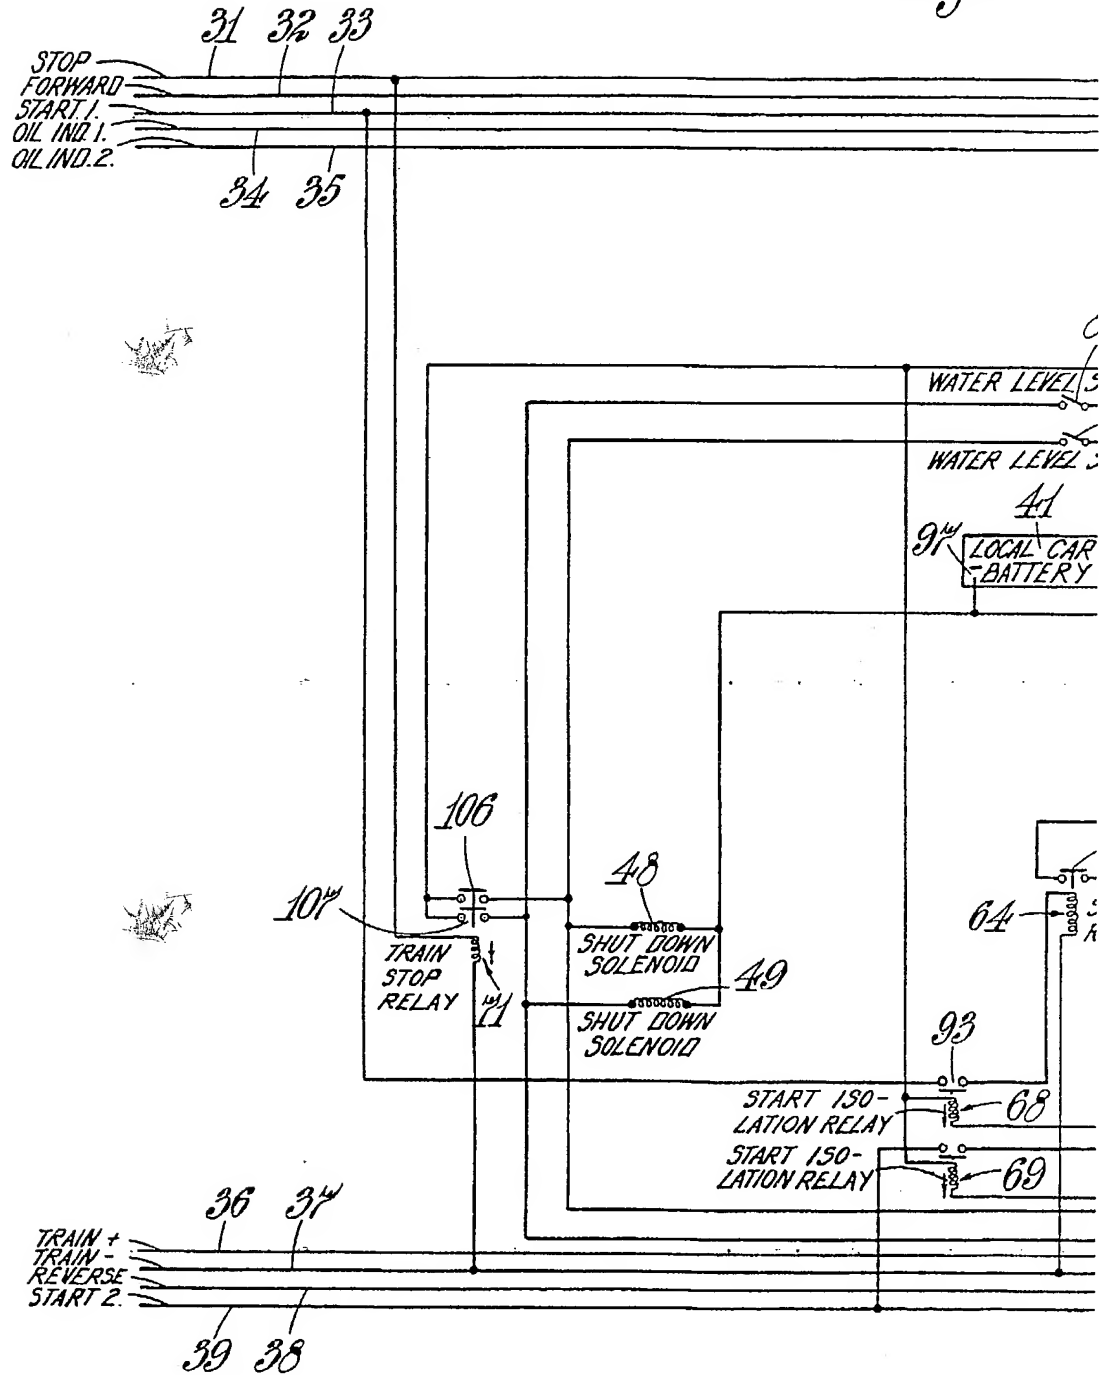 31 32 33
STOP
FORWARD
START. 1.
OIL IND. 1.
OIL IND. 2.
34 35
WATER LEVEL S
WATER LEVEL S
41
97
LOCAL CAR
- BATTERY
106
107
48
64
TRAIN
STOP
RELAY
71
SHUT DOWN
SOLENOID
49
SHUT DOWN
SOLENOID
93
START ISO-
LATION RELAY
68
START ISO-
LATION RELAY
69
36 37
TRAIN +
TRAIN -
REVERSE
START 2.
39 38